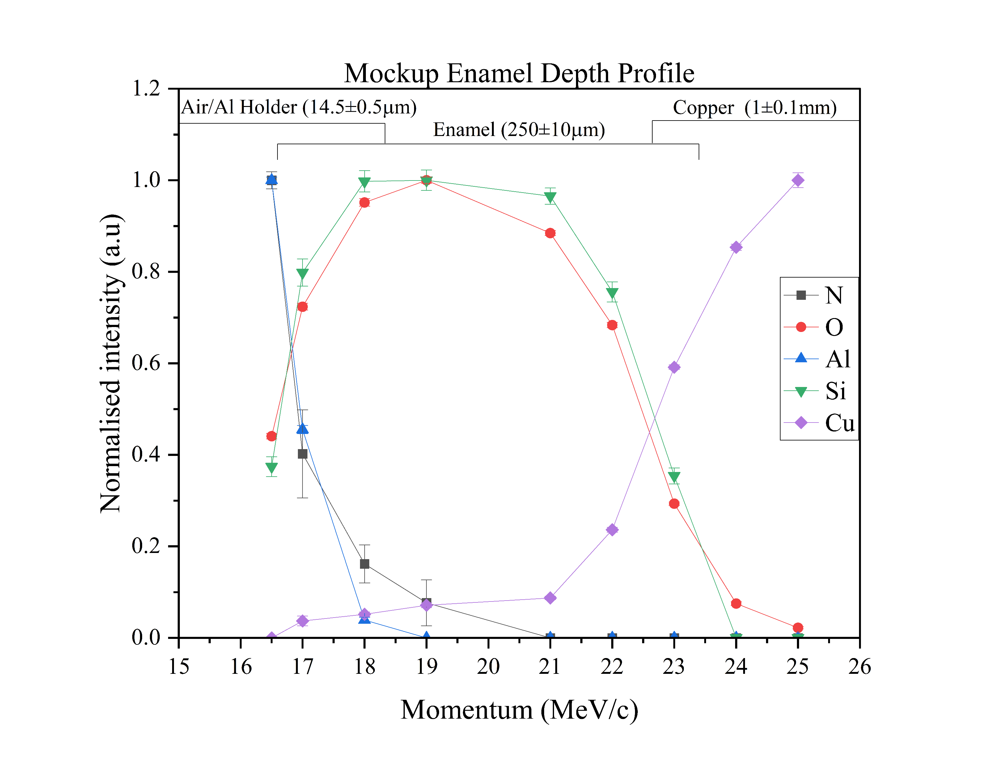 Mockup Enamel Depth Profile
Air/Al Holder (14.5±0.5μm)
Copper (1±0.1mm)
Enamel (250±10μm)
Normalised intensity (a.u)
1.2
1.0
0.8
0.6
0.4
0.2
0.0
N
O
Al
Si
Cu
15 16 17 18 19 20 21 22 23 24 25 26
Momentum (MeV/c)